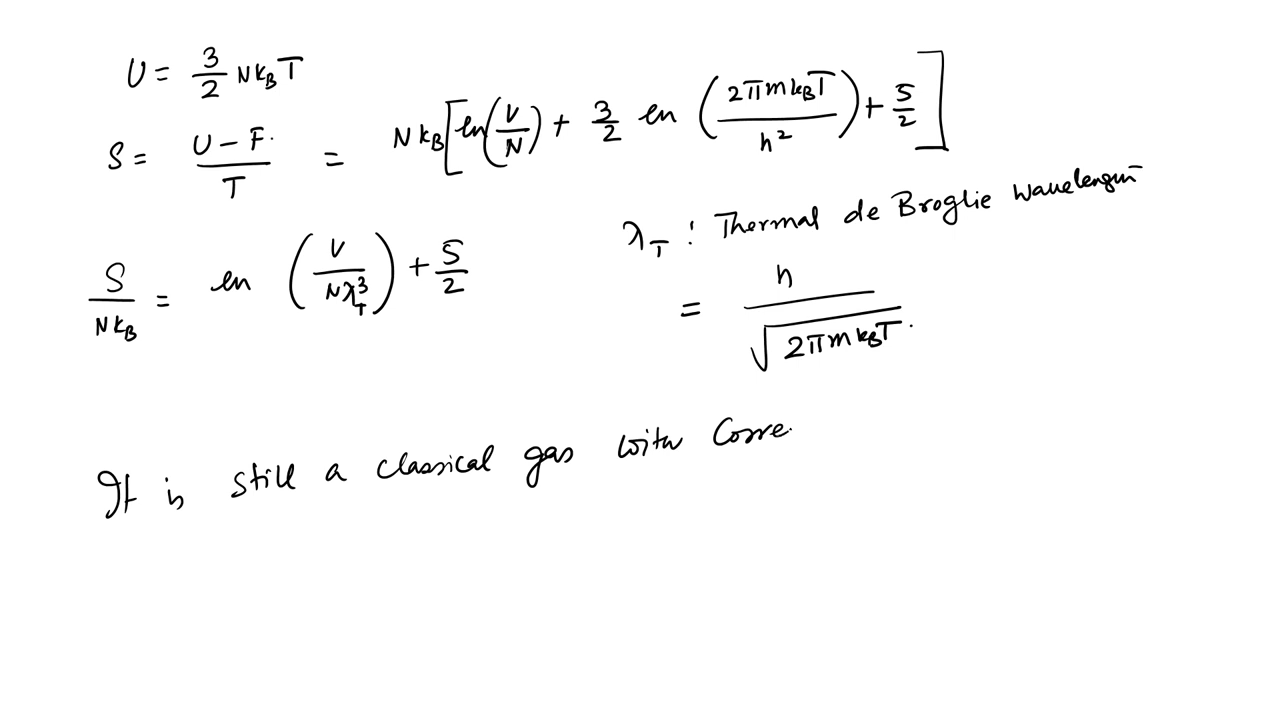 U = 3/2 N k_B T
S = (U – F.)/T = N k_B [ ln(V/N) + 3/2 ln (2πm k_B T / h²) + 5/2 ]
λ_T : Thermal de Broglie wavelength
S/(N k_B) = ln (V / (N λ_T³)) + 5/2
= h / √(2πm k_B T).
It is still a classical gas with Corre